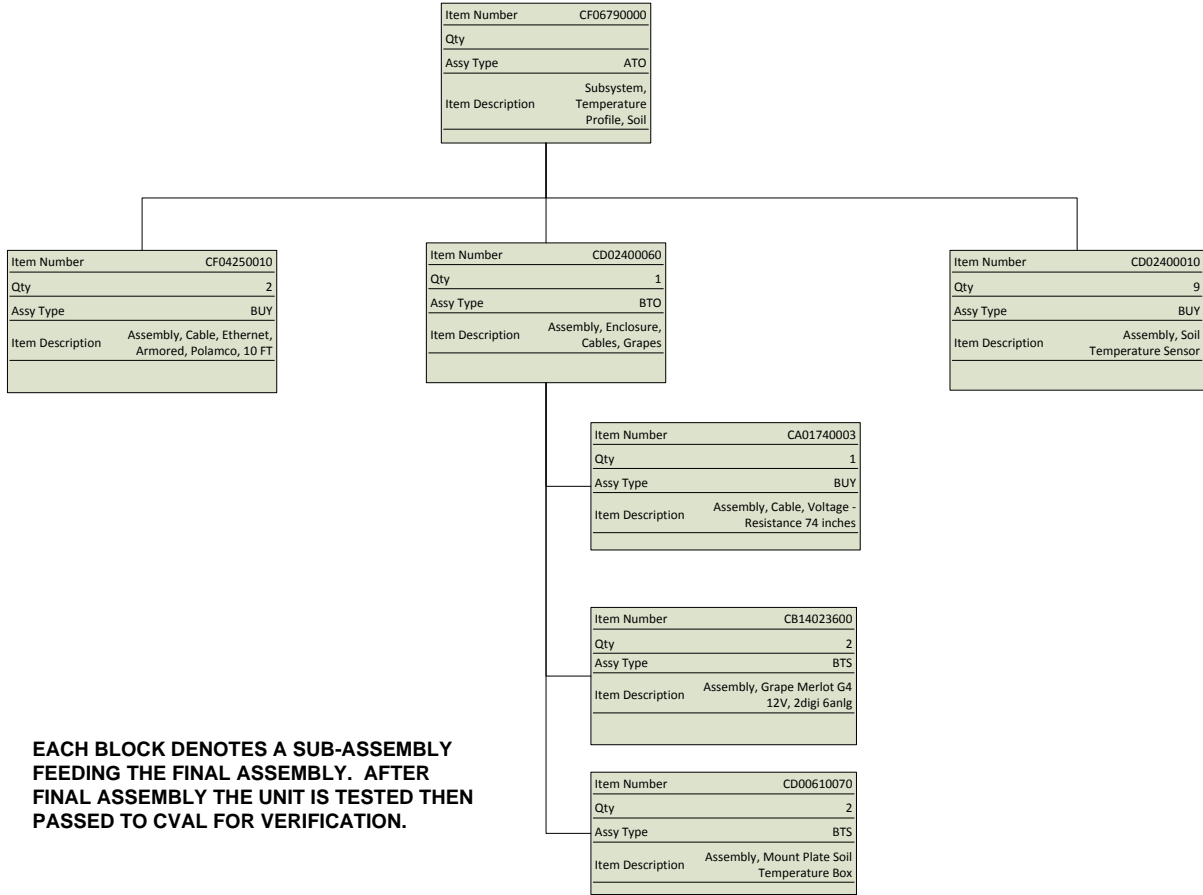 Item Number CF06790000
Qty
Assy Type ATO
Item Description Subsystem,
Temperature
Profile, Soil
Item Number CF04250010
Qty 2
Assy Type BUY
Item Description Assembly, Cable, Ethernet,
Armored, Polamco, 10 FT
Item Number CD02400060
Qty 1
Assy Type BTO
Item Description Assembly, Enclosure,
Cables, Grapes
Item Number CD02400010
Qty 9
Assy Type BUY
Item Description Assembly, Soil
Temperature Sensor
Item Number CA01740003
Qty 1
Assy Type BUY
Item Description Assembly, Cable, Voltage -
Resistance 74 inches
Item Number CB14023600
Qty 2
Assy Type BTS
Item Description Assembly, Grape Merlot G4
12V, 2digi 6anlg
Item Number CD00610070
Qty 2
Assy Type BTS
Item Description Assembly, Mount Plate Soil
Temperature Box
EACH BLOCK DENOTES A SUB-ASSEMBLY
FEEDING THE FINAL ASSEMBLY. AFTER
FINAL ASSEMBLY THE UNIT IS TESTED THEN
PASSED TO CVAL FOR VERIFICATION.